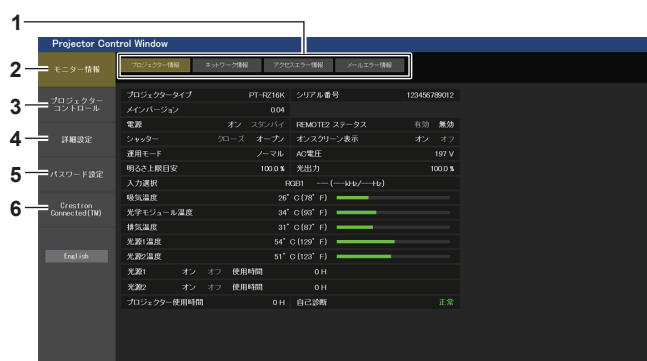 1
Projector Control Window
2
モニター情報
プロジェクター情報 ネットワーク情報 アクセスエラー情報 メールエラー情報
3
プロジェクター
コントロール
4
詳細設定
5
パスワード設定
6
Crestron
Connected(TM)
English
プロジェクタータイプ PT-RZ16K シリアル番号 123456789012
メインバージョン 0.04
電源 オン スタンバイ REMOTE2 ステータス 有効 無効
シャッター クローズ オープン オンスクリーン表示 オン オフ
運用モード ノーマル AC電圧 197 V
明るさ上限目安 100.0 % 光出力 100.0 %
入力選択 RGB1 ---(---kHz/---Hz)
吸気温度 26°C(78°F)
光学モジュール温度 34°C(93°F)
排気温度 31°C(87°F)
光源1温度 54°C(129°F)
光源2温度 51°C(123°F)
光源1 オン オフ 使用時間 0 H
光源2 オン オフ 使用時間 0 H
プロジェクター使用時間 0 H 自己診断 正常